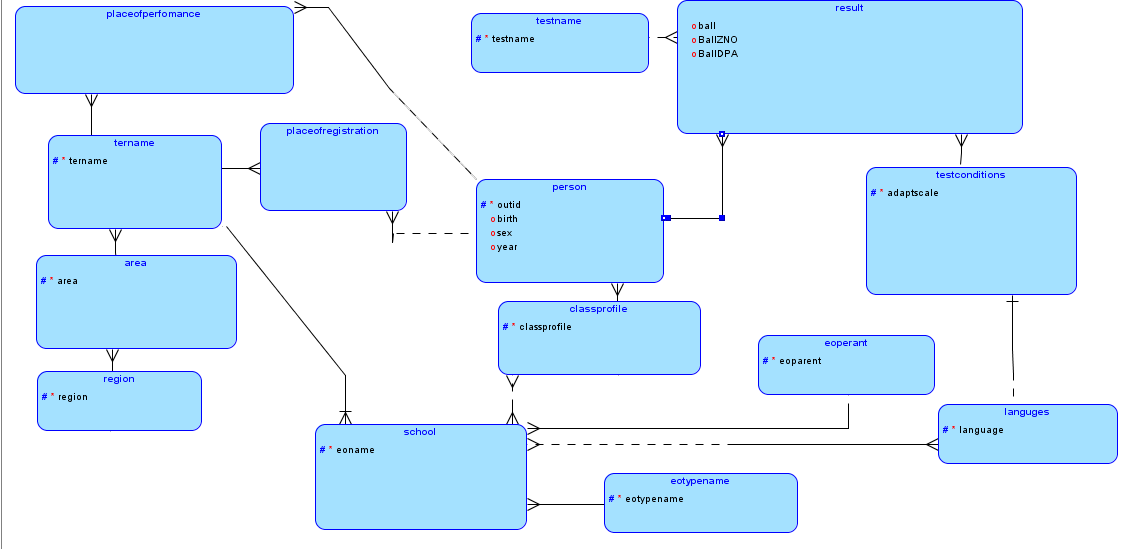 placeofperfomance
testname
# * testname
result
o ball
o BallZNO
o BallDPA
tername
# * tername
placeofregistration
person
# * outid
o birth
o sex
o year
testconditions
# * adaptscale
area
# * area
classprofile
# * classprofile
eoperant
# * eoparent
region
# * region
languges
# * language
school
# * eoname
eotypename
# * eotypename